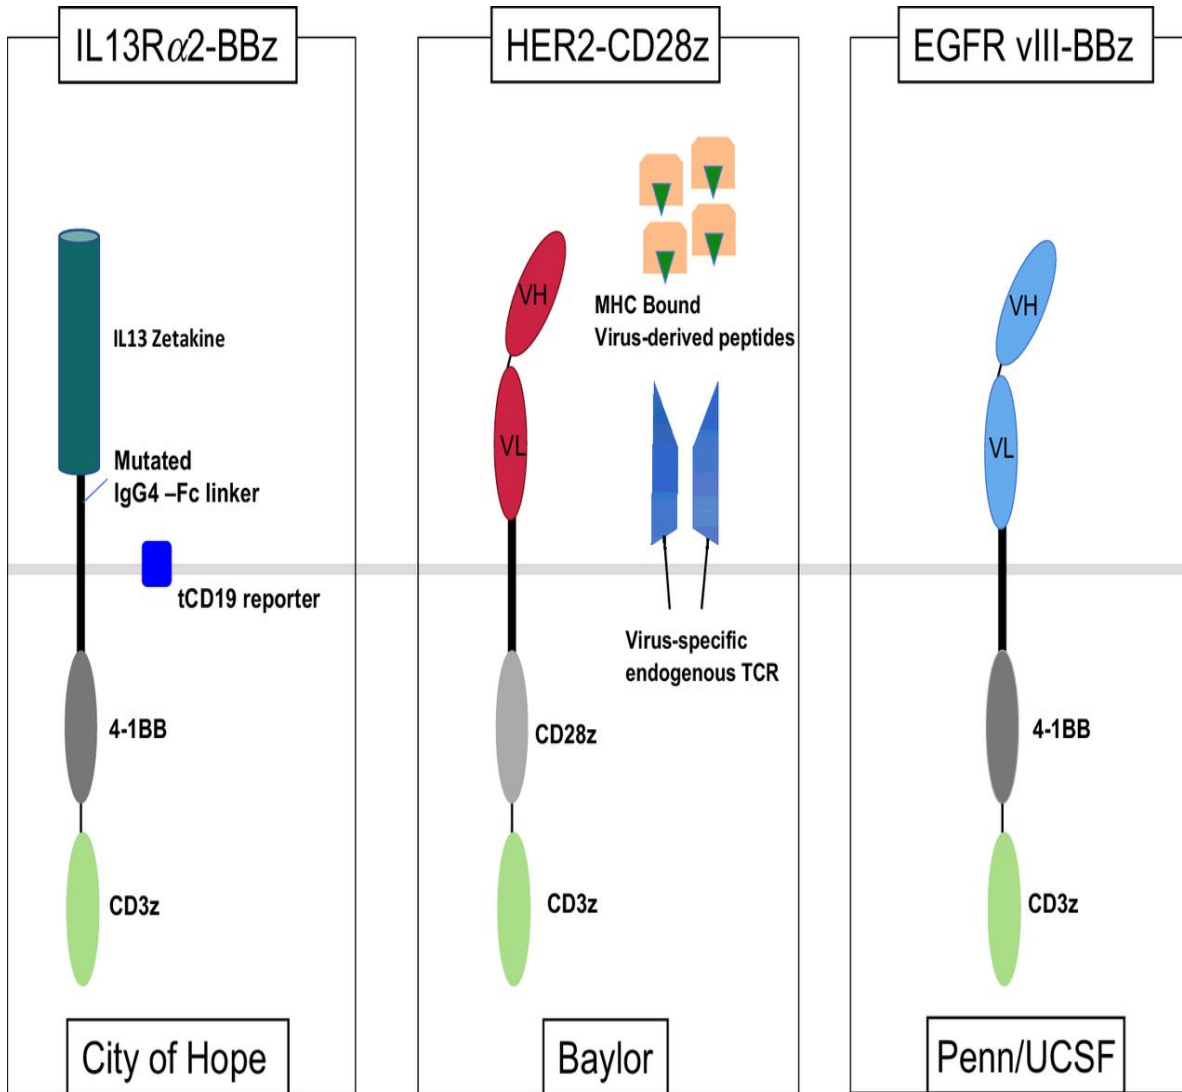 IL13Rα2-BBz
IL13 Zetakine
Mutated
IgG4 –Fc linker
tCD19 reporter
4-1BB
CD3z
City of Hope
HER2-CD28z
VH
VL
MHC Bound
Virus-derived peptides
Virus-specific
endogenous TCR
CD28z
CD3z
Baylor
EGFR vIII-BBz
VH
VL
4-1BB
CD3z
Penn/UCSF